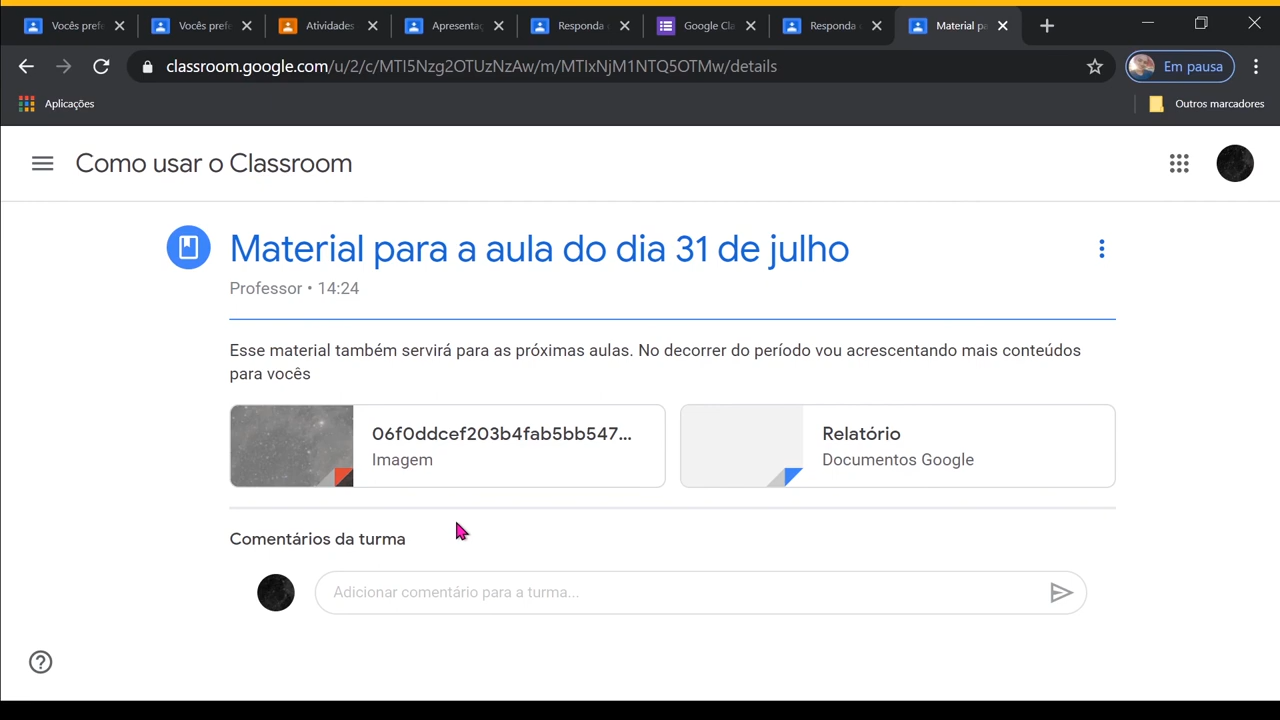 Vocês prefe
Vocês prefe
Atividades
Apresentaç
Responda
Google Cla
Responda
Material pa
classroom.google.com/u/2/c/MTI5Nzg2OTUzNzAw/m/MTIxNjM1NTQ5OTMw/details
Em pausa
Aplicações
Outros marcadores
Como usar o Classroom
Material para a aula do dia 31 de julho
Professor • 14:24
Esse material também servirá para as próximas aulas. No decorrer do período vou acrescentando mais conteúdos
para vocês
06f0ddcef203b4fab5bb547...
Imagem
Relatório
Documentos Google
Comentários da turma
Adicionar comentário para a turma...